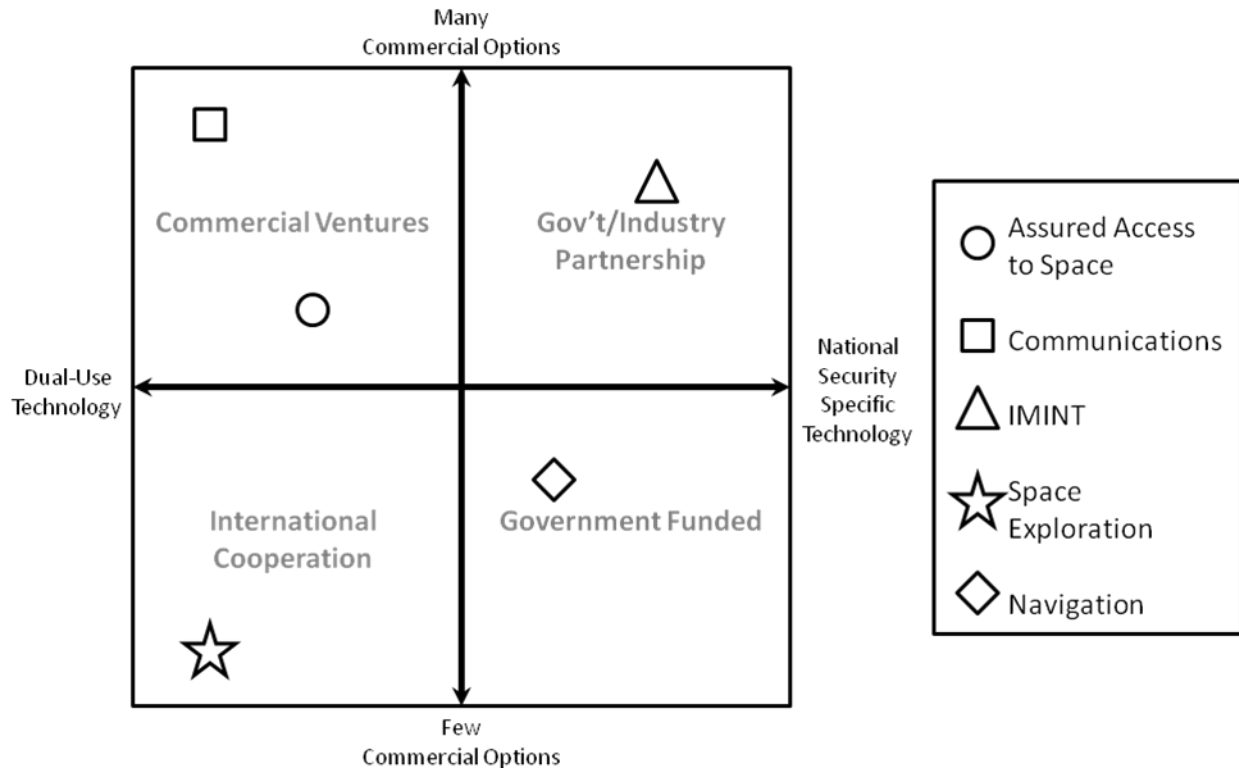 Many
Commercial Options
Commercial Ventures
Gov't/Industry
Partnership
Dual-Use
Technology
National
Security
Specific
Technology
International
Cooperation
Government Funded
Few
Commercial Options
Assured Access
to Space
Communications
IMINT
Space
Exploration
Navigation